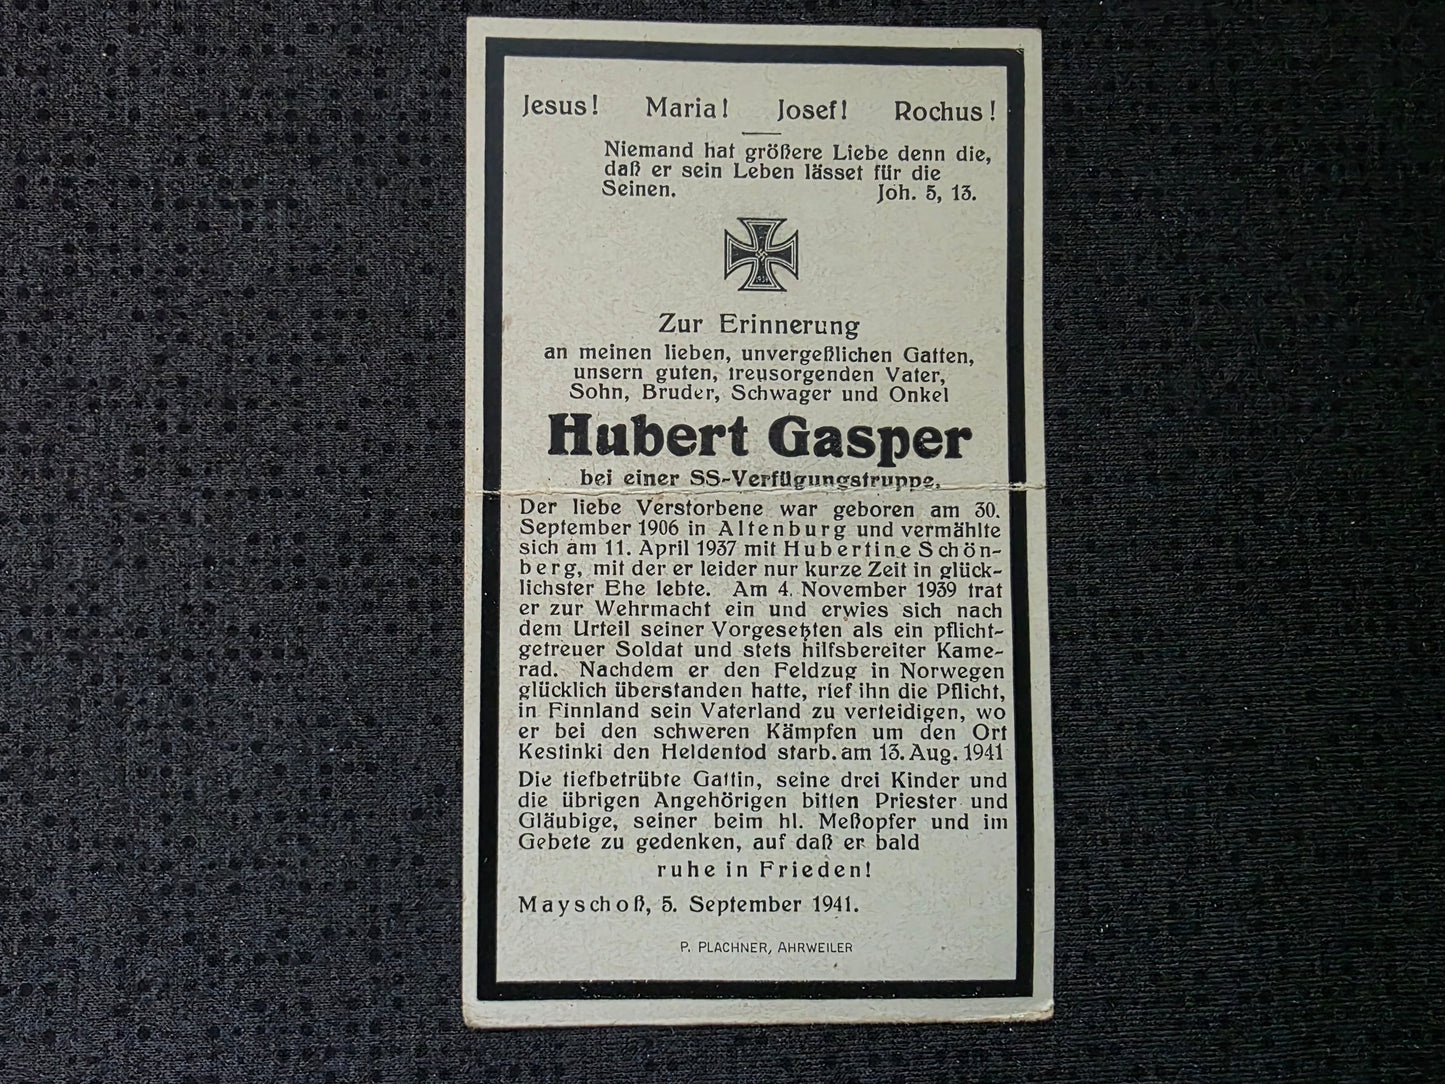 Jesus! Maria! Josef! Rochus!
Niemand hat größere Liebe denn die,
daß er sein Leben lässet für die
Seinen. Joh. 5, 13.
Zur Erinnerung
an meinen lieben, unvergeßlichen Gatten,
unsern guten, treusorgenden Vater,
Sohn, Bruder, Schwager und Onkel
Hubert Gasper
bei einer SS-Verfügungstruppe.
Der liebe Verstorbene war geboren am 30.
September 1906 in Altenburg und vermählte
sich am 11. April 1937 mit Hubertine Schön-
berg, mit der er leider nur kurze Zeit in glück-
lichster Ehe lebte. Am 4. November 1939 trat
er zur Wehrmacht ein und erwies sich nach
dem Urteil seiner Vorgesetzten als ein pflicht-
getreuer Soldat und stets hilfsbereiter Kame-
rad. Nachdem er den Feldzug in Norwegen
glücklich überstanden hatte, rief ihn die Pflicht,
in Finnland sein Vaterland zu verteidigen, wo
er bei den schweren Kämpfen um den Ort
Kestinki den Heldentod starb. am 13. Aug. 1941
Die tiefbetrübte Gattin, seine drei Kinder und
die übrigen Angehörigen bitten Priester und
Gläubige, seiner beim hl. Meßopfer und im
Gebete zu gedenken, auf daß er bald
ruhe in Frieden!
Mayschoß, 5. September 1941.
P. PLACHNER, AHRWEILER